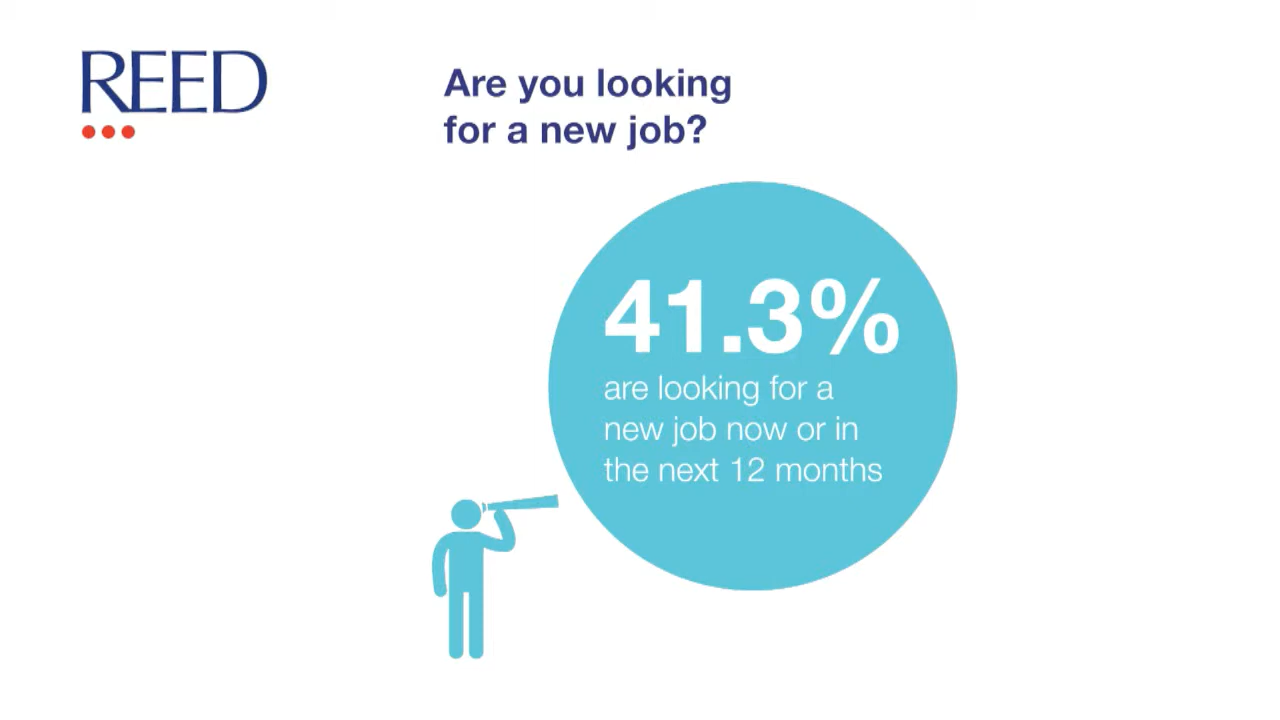 REED
Are you looking
for a new job?
41.3%
are looking for a
new job now or in
the next 12 months